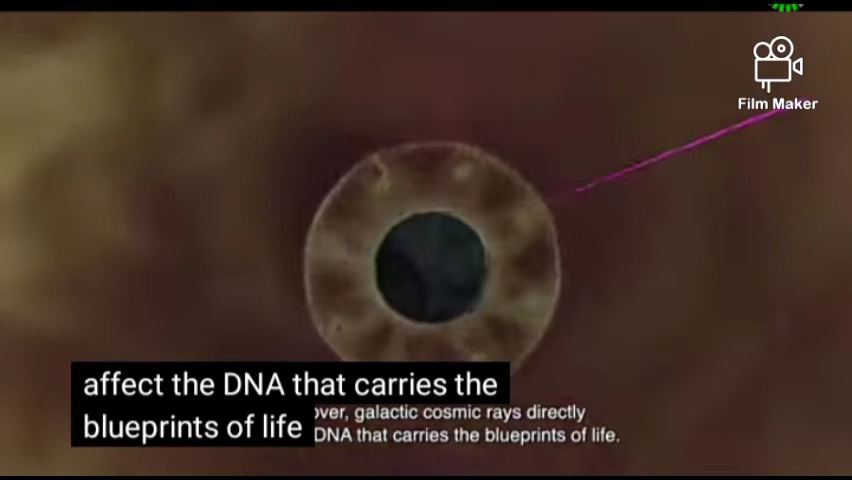 Film Maker
affect the DNA that carries the
blueprints of life
over, galactic cosmic rays directly
DNA that carries the blueprints of life.